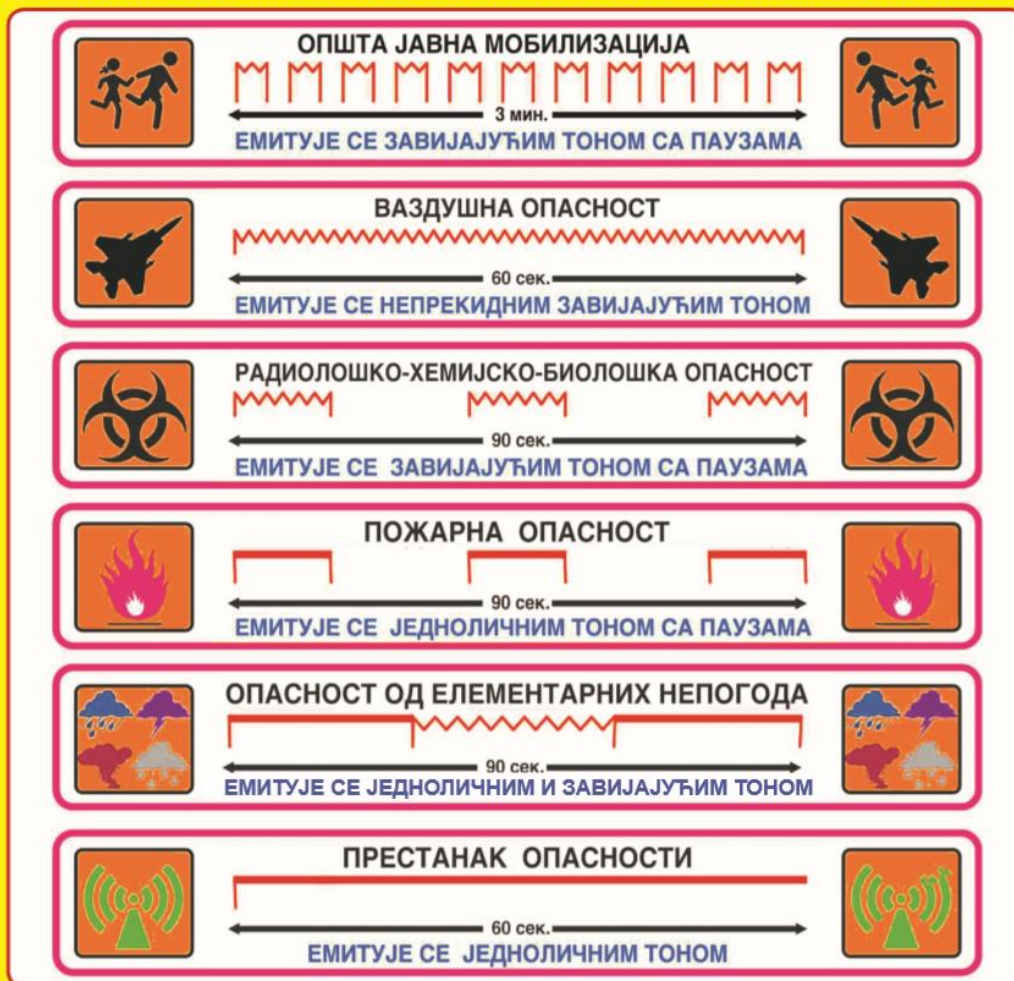 ОПШТА ЈАВНА МОБИЛИЗАЦИЈА
3 мин.
ЕМИТУЈЕ СЕ ЗАВИЈАЈУЋИМ ТОНОМ СА ПАУЗАМА
ВАЗДУШНА ОПАСНОСТ
60 сек.
ЕМИТУЈЕ СЕ НЕПРЕКИДНИМ ЗАВИЈАЈУЋИМ ТОНОМ
РАДИОЛОШКО-ХЕМИЈСКО-БИОЛОШКА ОПАСНОСТ
90 сек.
ЕМИТУЈЕ СЕ ЗАВИЈАЈУЋИМ ТОНОМ СА ПАУЗАМА
ПОЖАРНА ОПАСНОСТ
90 сек.
ЕМИТУЈЕ СЕ ЈЕДНОЛИЧНИМ ТОНОМ СА ПАУЗАМА
ОПАСНОСТ ОД ЕЛЕМЕНТАРНИХ НЕПОГОДА
90 сек.
ЕМИТУЈЕ СЕ ЈЕДНОЛИЧНИМ И ЗАВИЈАЈУЋИМ ТОНОМ
ПРЕСТАНАК ОПАСНОСТИ
60 сек.
ЕМИТУЈЕ СЕ ЈЕДНОЛИЧНИМ ТОНОМ